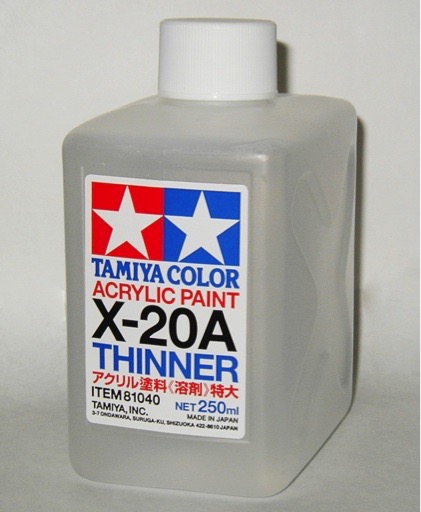 TAMIYA COLOR
ACRYLIC PAINT
X-20A
THINNER
アクリル塗料《溶剤》特大
ITEM 81040 NET 250ml
TAMIYA, INC. MADE IN JAPAN
3-7 ONDAWARA, SURUGA-KU, SHIZUOKA 422-8610 JAPAN